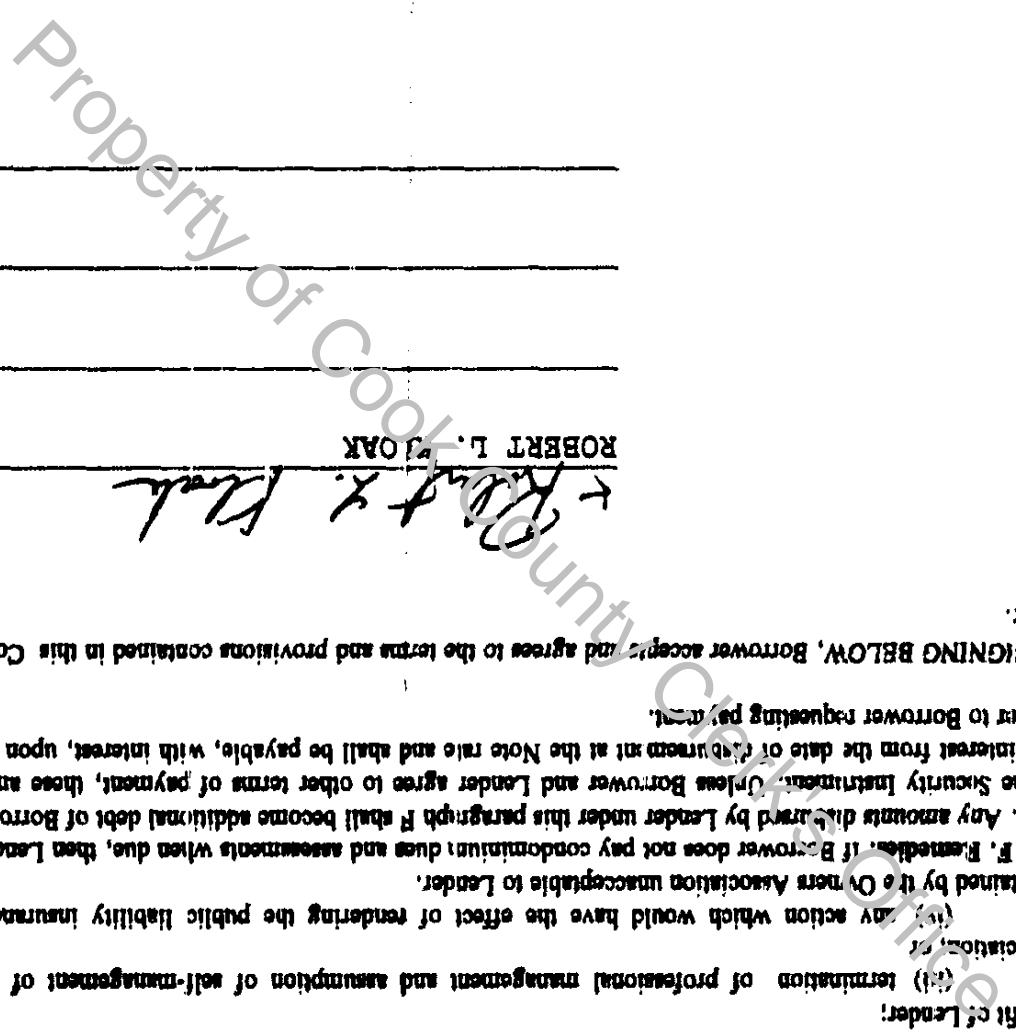 fit of Lender;
(iii) termination of professional management and assumption of self-management of
ciation; or
(iv) any action which would have the effect of rendering the public liability insuranc
tained by the Owners Association unacceptable to Lender.
F. Remedies. If Borrower does not pay condominium dues and assessments when due, then Lend
. Any amounts disbursed by Lender under this paragraph F shall become additional debt of Borro
he Security Instrument. Unless Borrower and Lender agree to other terms of payment, these am
interest from the date of disbursement at the Note rate and shall be payable, with interest, upon
to Borrower requesting payment.
IGNING BELOW, Borrower accepts and agrees to the terms and provisions contained in this Co
Robert L.
ROBERT L.
Property of Cook County Clerk's Office